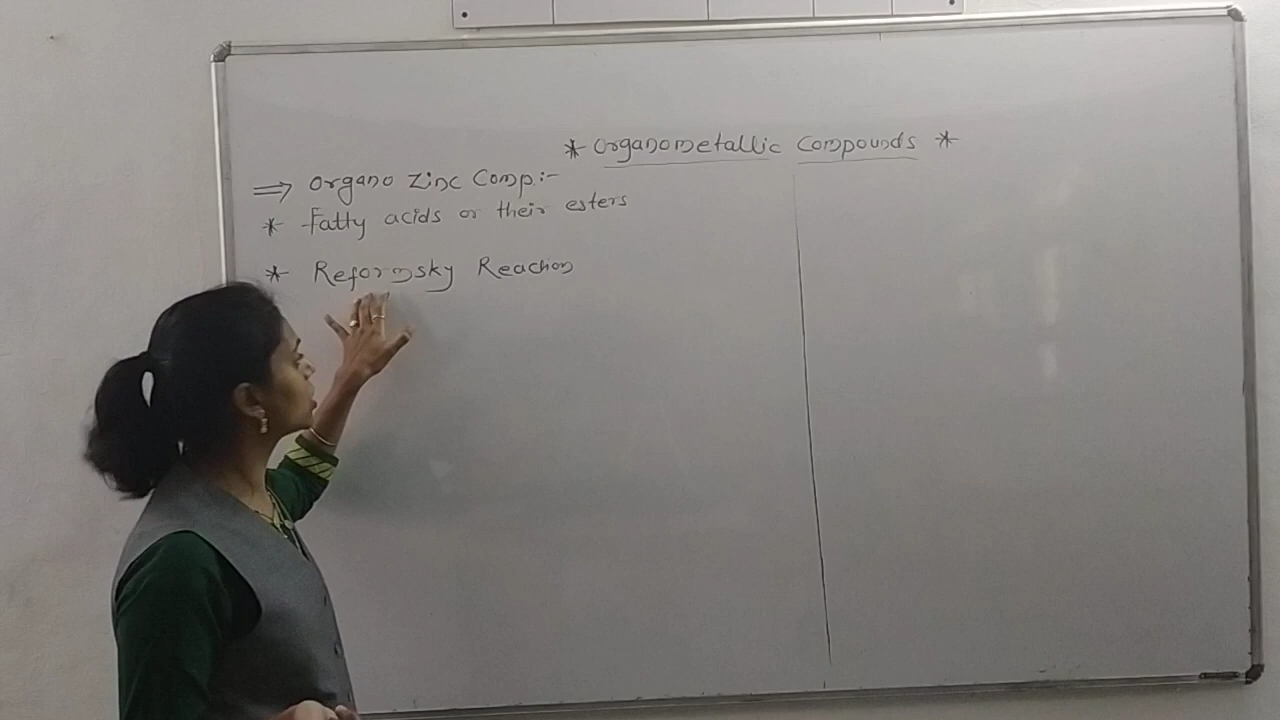 * Organometallic Compounds *
⇒ Organo Zinc Comp:-
* Fatty acids or their esters
* Reformsky Reaction